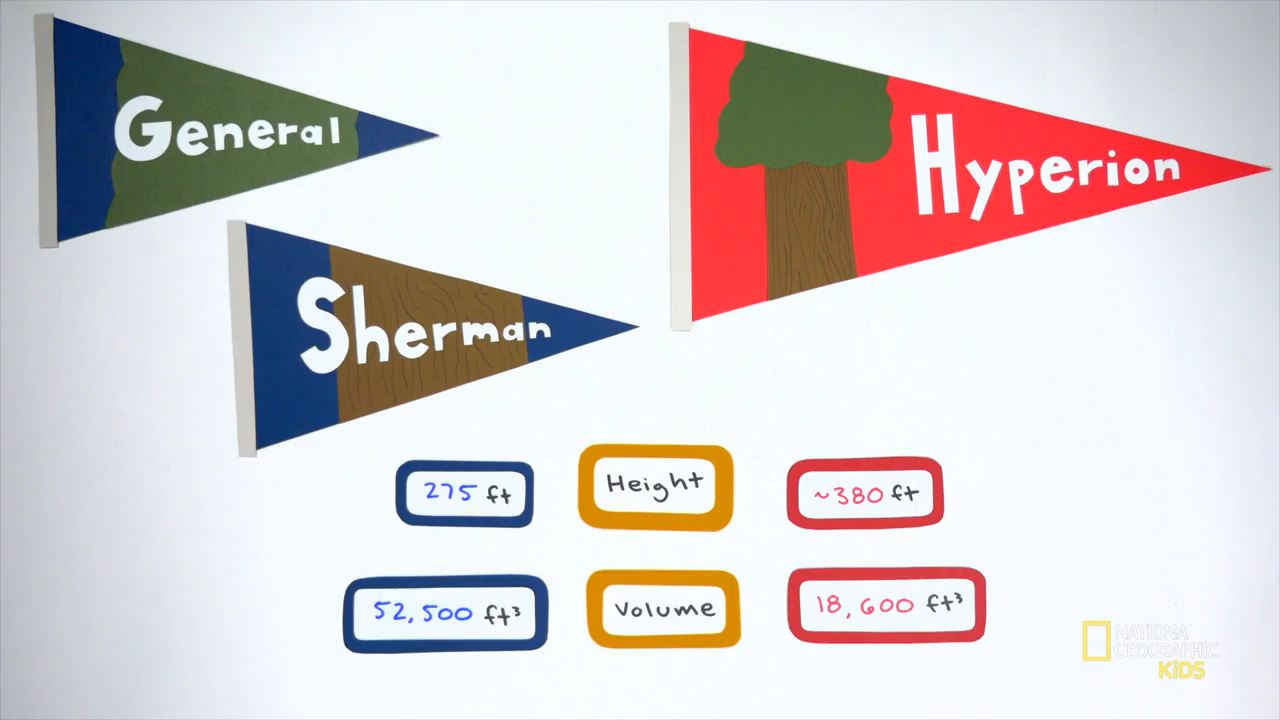 General
Sherman
Hyperion
275 ft
Height
~380 ft
52,500 ft³
Volume
18,600 ft³
NATIONAL
GEOGRAPHIC
KiDS